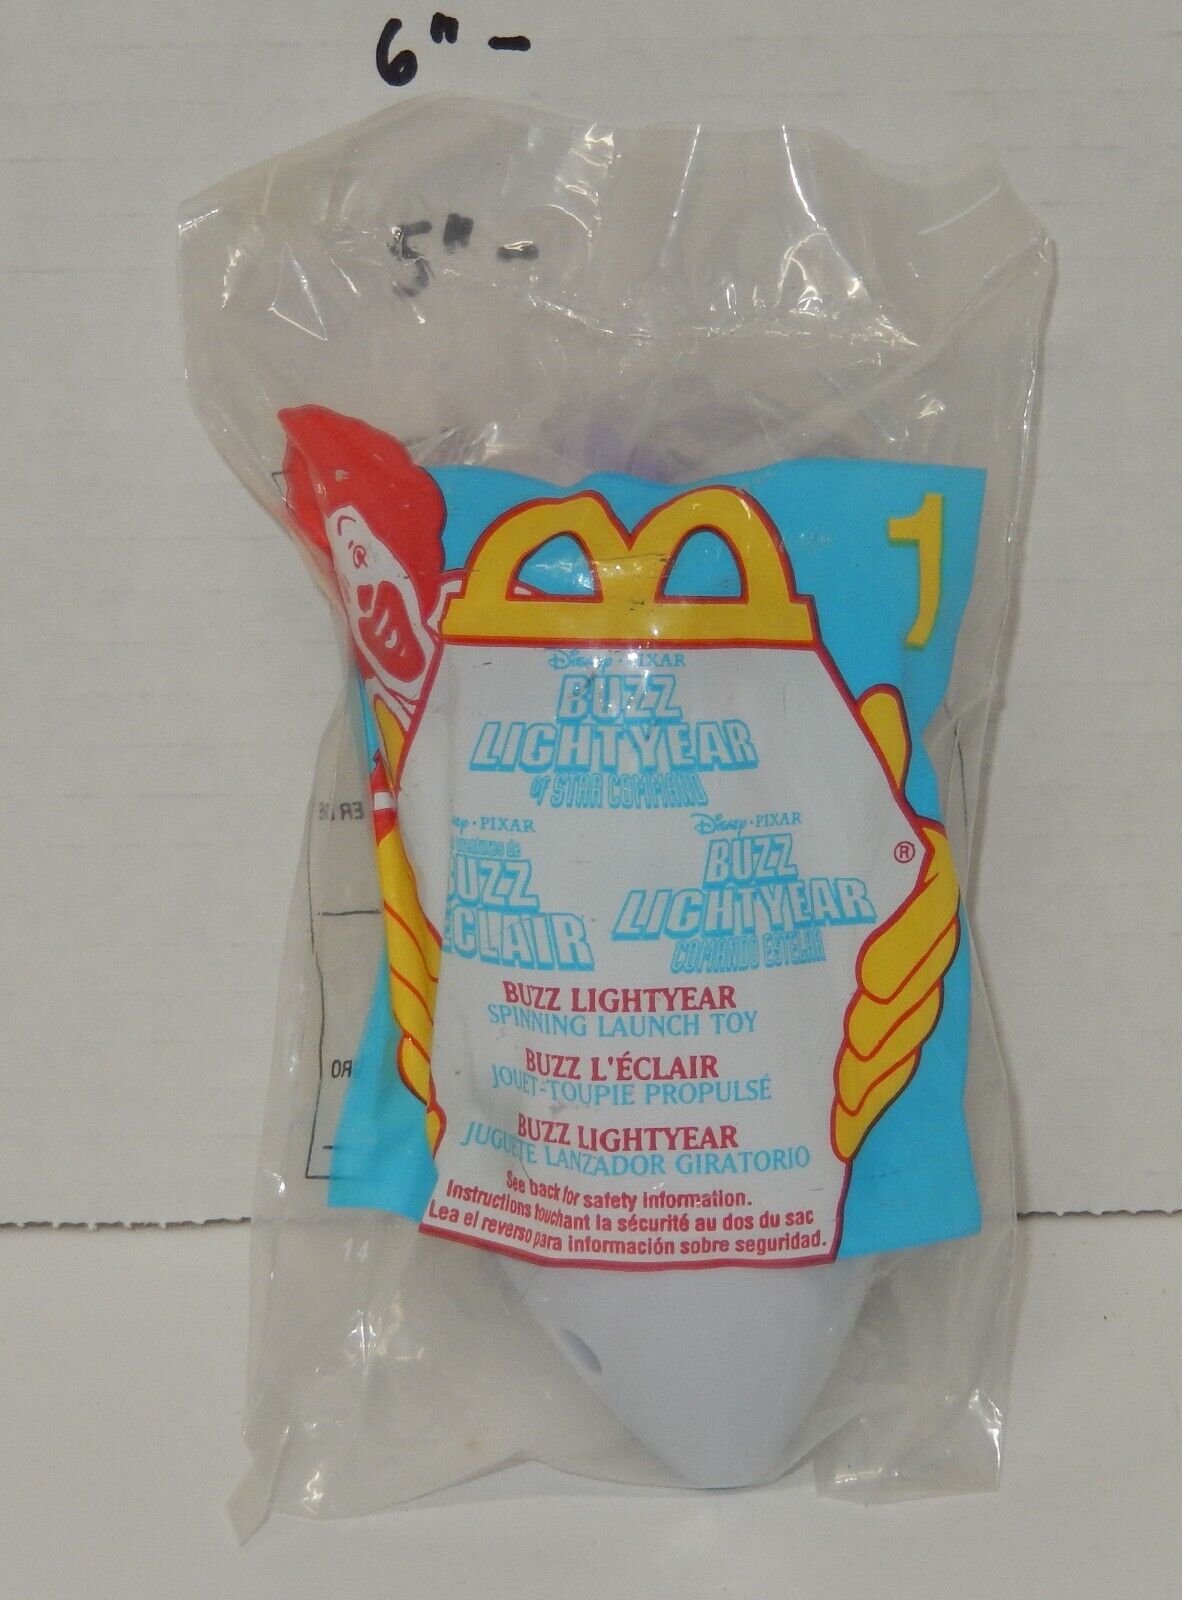 6" -
5" -
1
Disney • PIXAR
BUZZ
LIGHTYEAR
of STAR COMMAND
PIXAR
BUZZ
ÉCLAIR
Disney • PIXAR
BUZZ
LIGHTYEAR
COMANDO ESTELAR
®
BUZZ LIGHTYEAR
SPINNING LAUNCH TOY
BUZZ L'ÉCLAIR
JOUET-TOUPIE PROPULSÉ
BUZZ LIGHTYEAR
JUGUETE LANZADOR GIRATORIO
See back for safety information.
Instructions touchant la sécurité au dos du sac
Lea el reverso para información sobre seguridad.
14